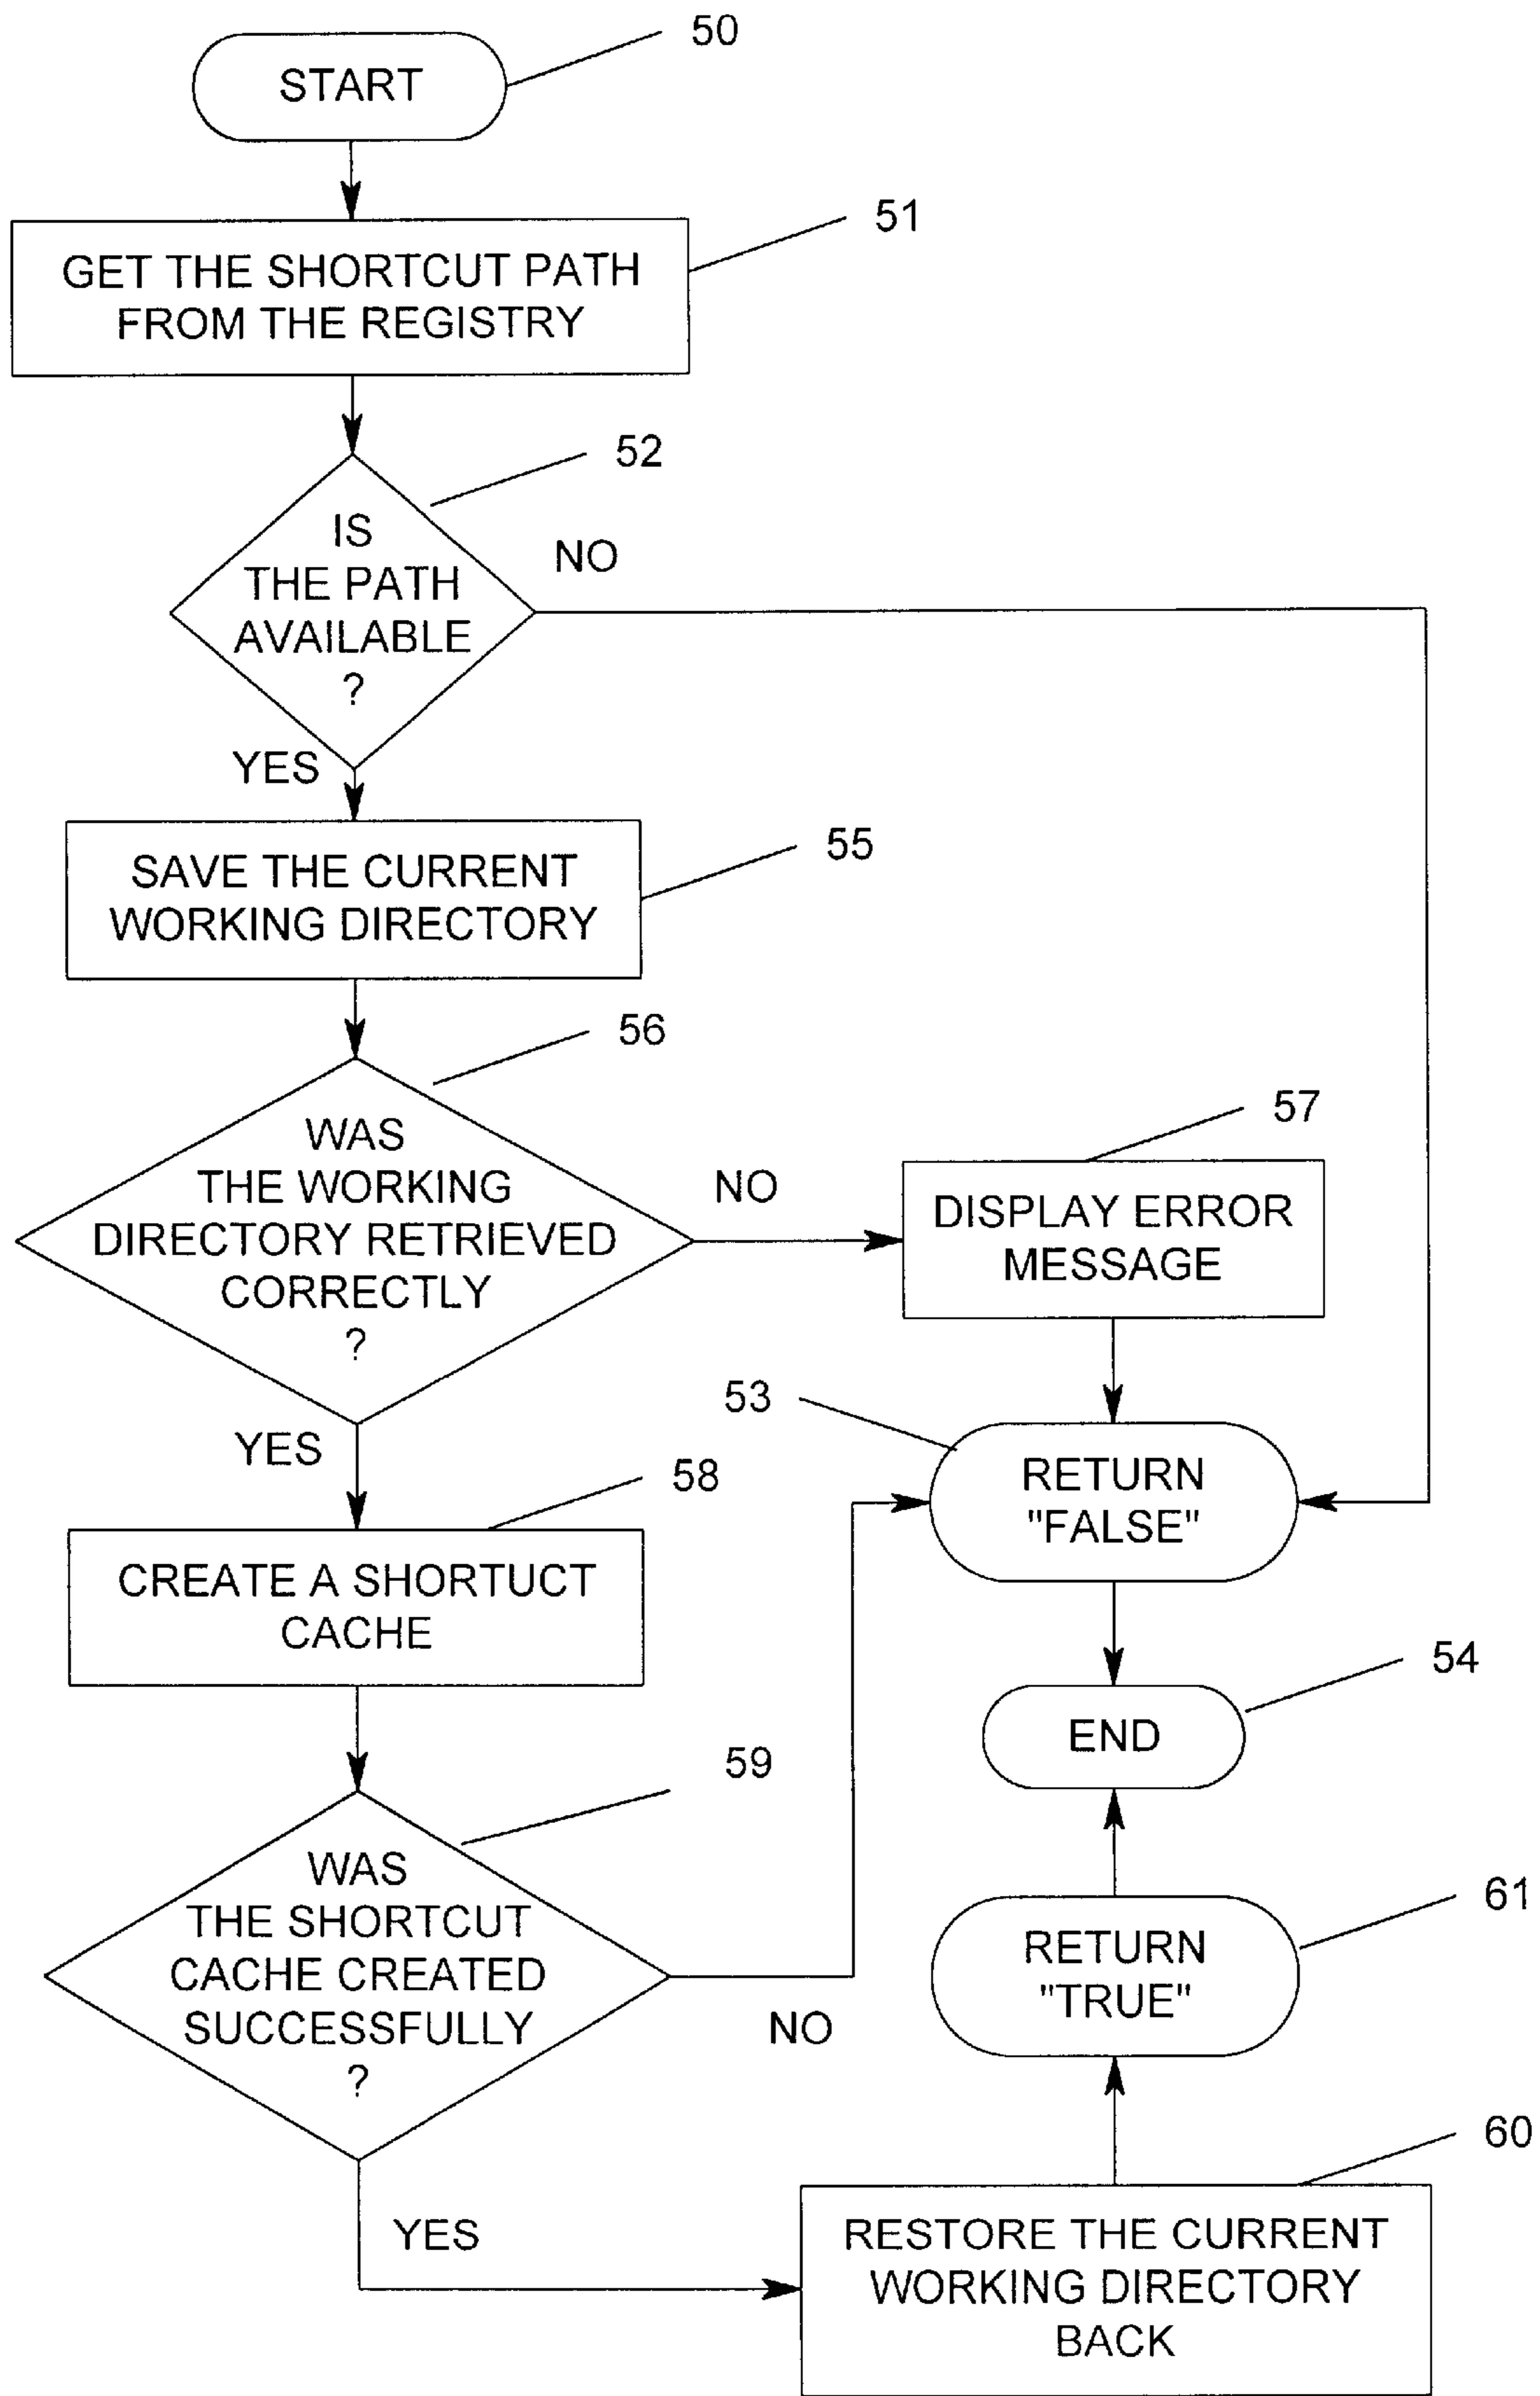 50
START
51
GET THE SHORTCUT PATH
FROM THE REGISTRY
52
IS
THE PATH
AVAILABLE
?
NO
YES
55
SAVE THE CURRENT
WORKING DIRECTORY
56
WAS
THE WORKING
DIRECTORY RETRIEVED
CORRECTLY
?
NO
57
DISPLAY ERROR
MESSAGE
YES
53
RETURN
"FALSE"
58
CREATE A SHORTUCT
CACHE
54
END
59
WAS
THE SHORTCUT
CACHE CREATED
SUCCESSFULLY
?
NO
61
RETURN
"TRUE"
YES
60
RESTORE THE CURRENT
WORKING DIRECTORY
BACK